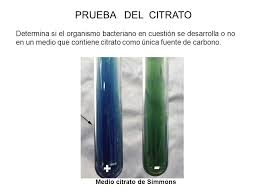 PRUEBA DEL CITRATO
Determina si el organismo bacteriano en cuestión se desarrolla o no
en un medio que contiene citrato como única fuente de carbono.
+
-
Medio citrato de Simmons